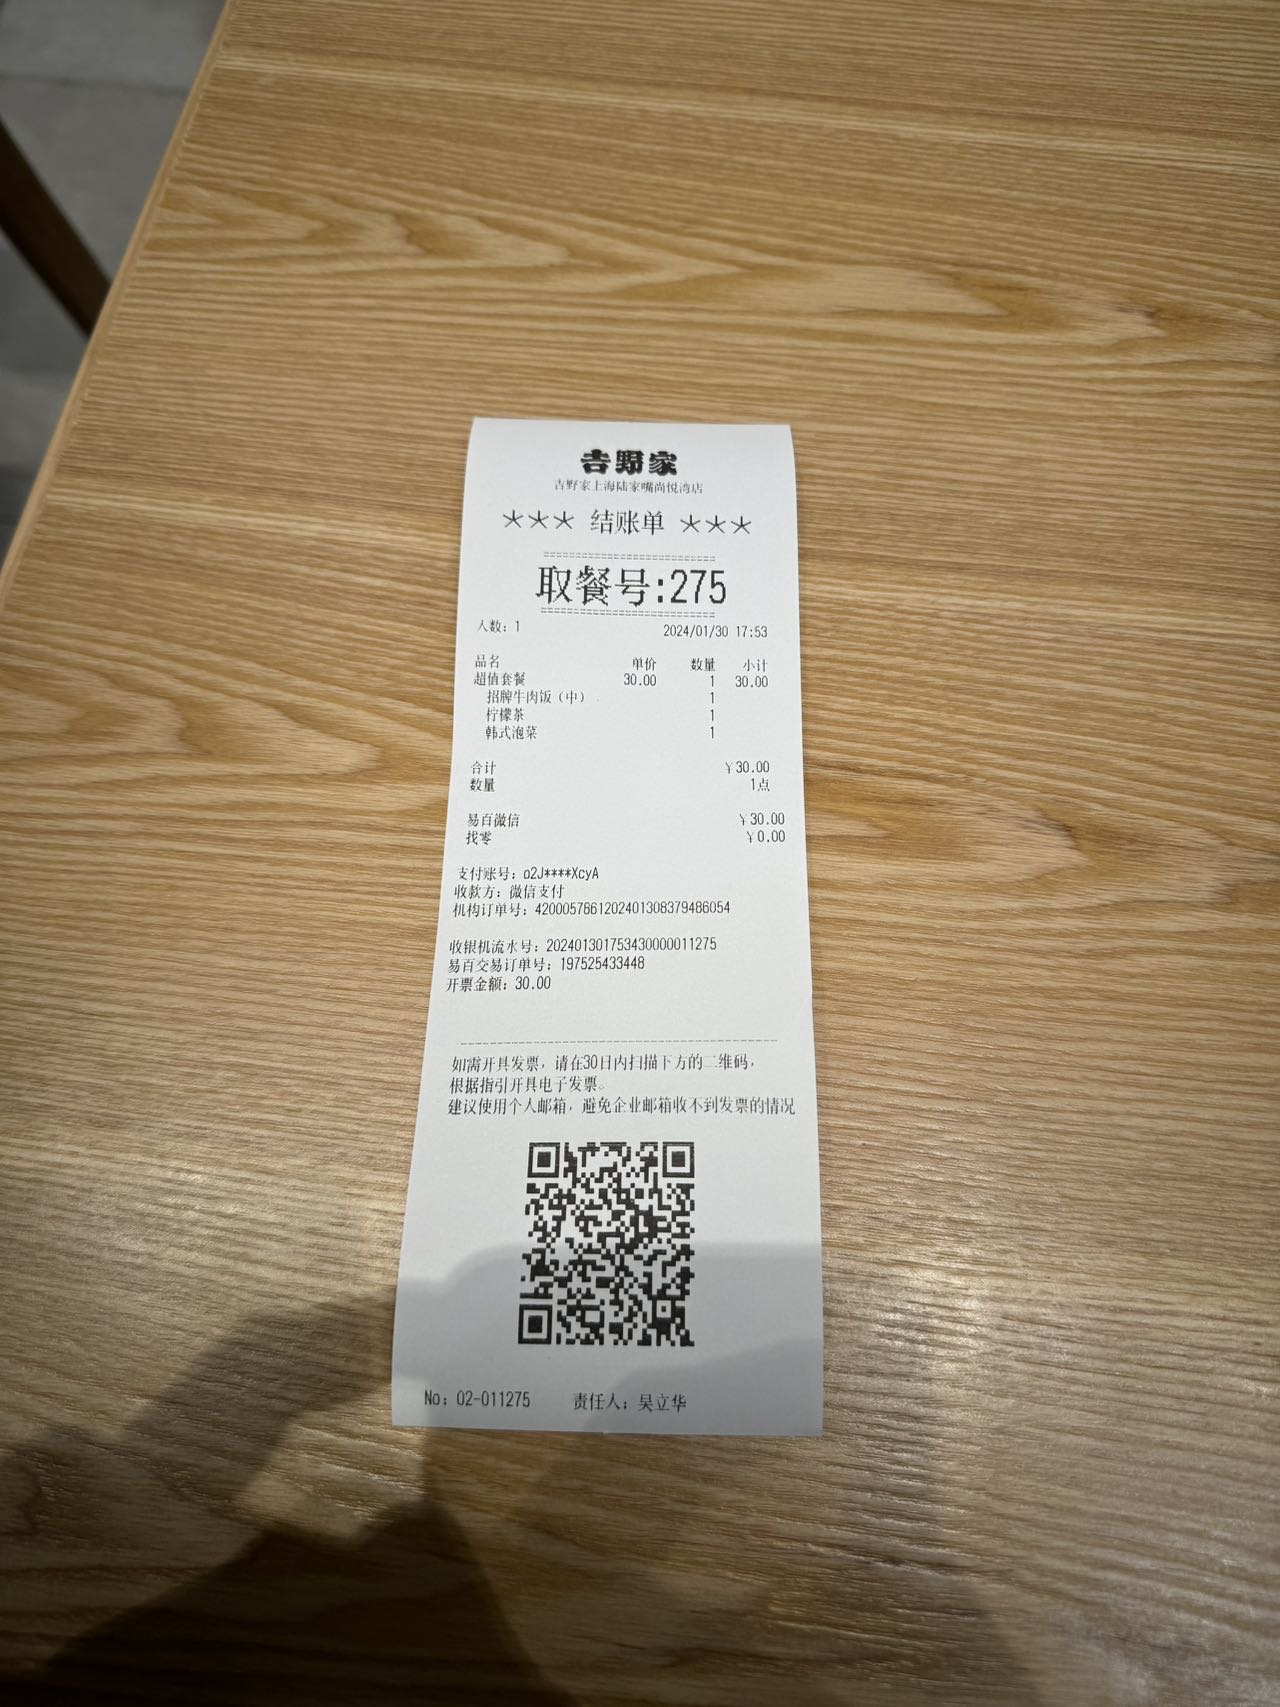 吉野家
吉野家上海陆家嘴尚悦湾店
*** 结账单 ***
取餐号:275
人数: 1 2024/01/30 17:53
品名 单价 数量 小计
超值套餐 30.00 1 30.00
招牌牛肉饭（中） 1
柠檬茶 1
韩式泡菜 1
合计 ￥30.00
数量 1点
易百微信 ￥30.00
找零 ￥0.00
支付账号: o2J****XcyA
收款方: 微信支付
机构订单号: 4200057861202401308379486054
收银机流水号: 202401301753430000011275
易百交易订单号: 197525433448
开票金额: 30.00
如需开具发票，请在30日内扫描下方的二维码，
根据指引开具电子发票。
建议使用个人邮箱，避免企业邮箱收不到发票的情况
No: 02-011275 责任人: 吴立华